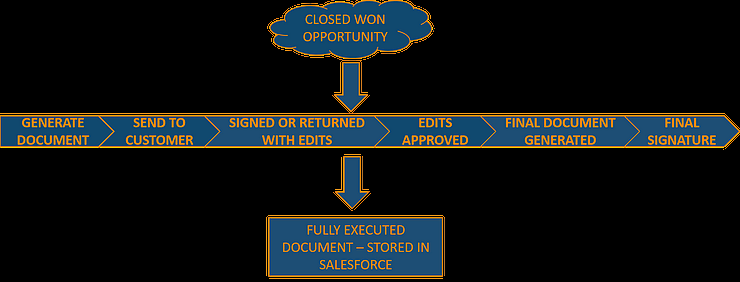 CLOSED WON
OPPORTUNITY
GENERATE
DOCUMENT
SEND TO
CUSTOMER
SIGNED OR RETURNED
WITH EDITS
EDITS
APPROVED
FINAL DOCUMENT
GENERATED
FINAL
SIGNATURE
FULLY EXECUTED
DOCUMENT – STORED IN
SALESFORCE